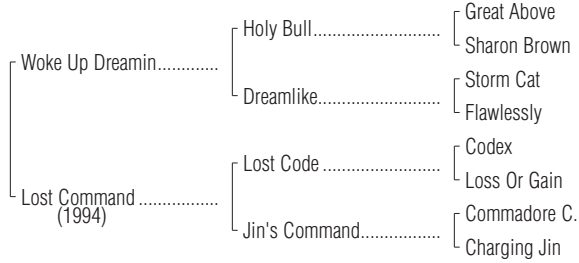 Great Above
Holy Bull
Sharon Brown
Woke Up Dreamin
Storm Cat
Dreamlike
Flawlessly
Codex
Lost Code
Loss Or Gain
Lost Command
(1994)
Commadore C.
Jin's Command
Charging Jin